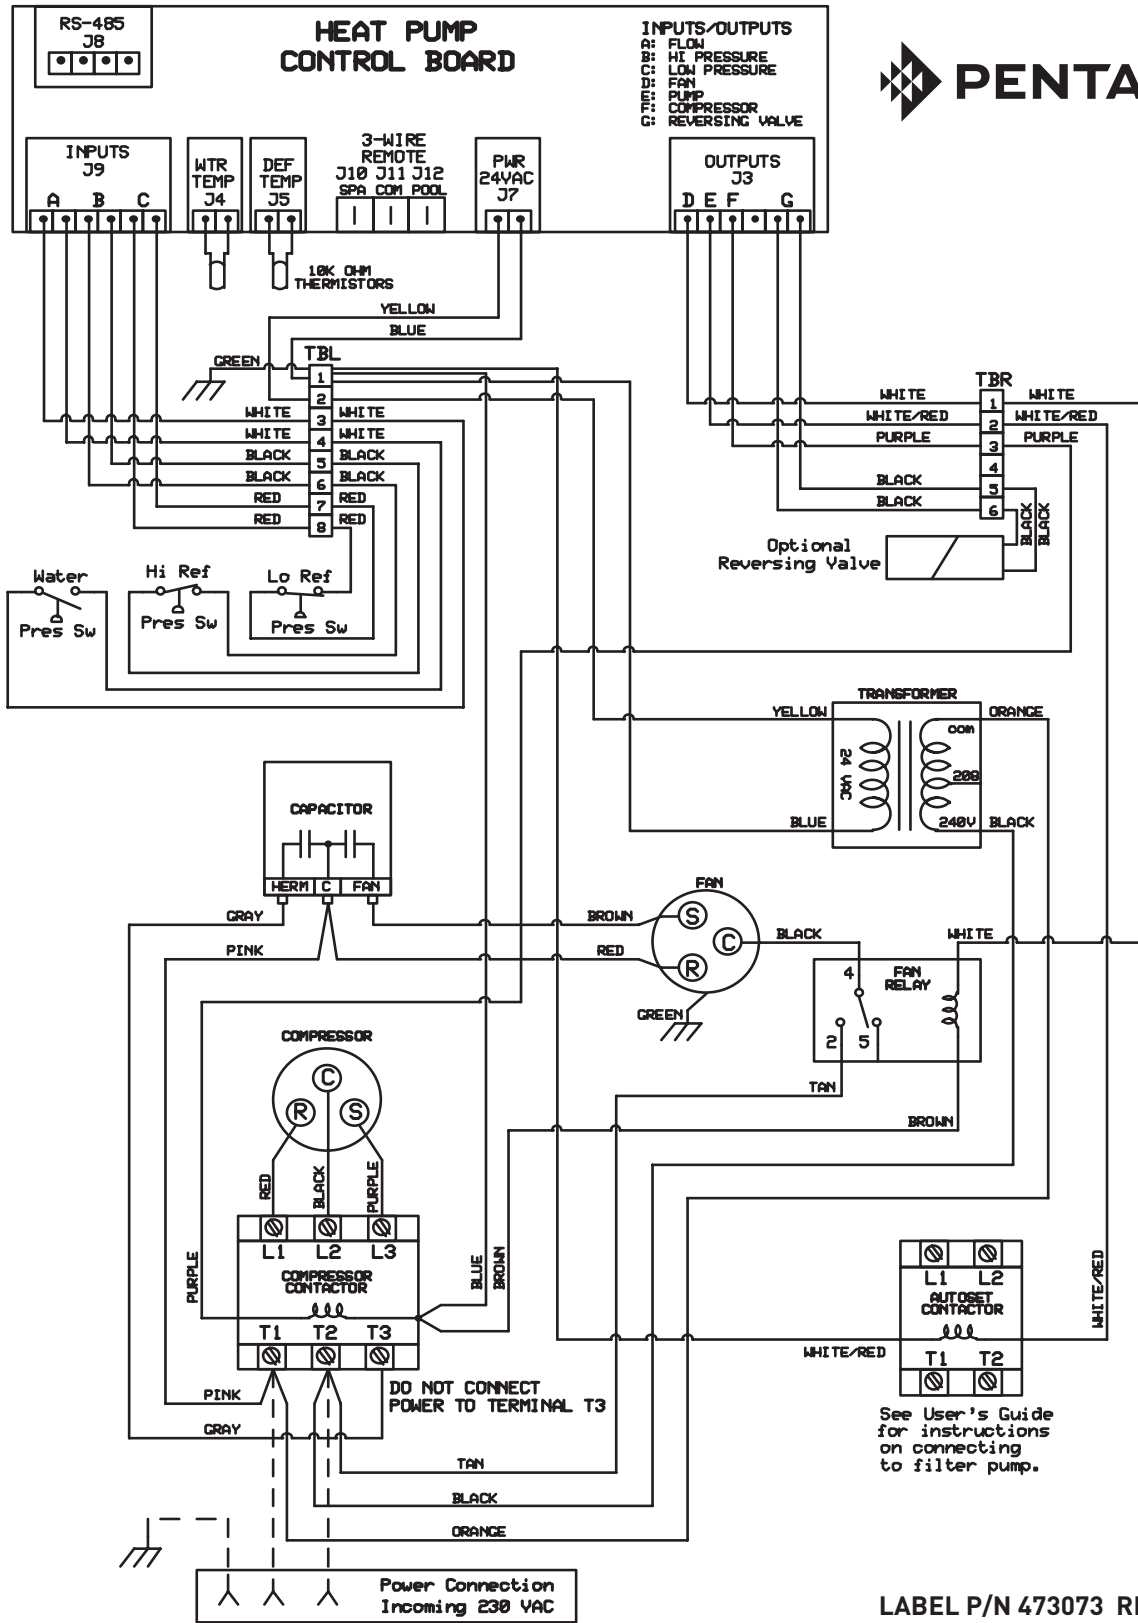 RS-485
J8
HEAT PUMP
CONTROL BOARD
INPUTS/OUTPUTS
A: FLOW
B: HI PRESSURE
C: LOW PRESSURE
D: FAN
E: PUMP
F: COMPRESSOR
G: REVERSING VALVE
PENTA
INPUTS
J9
A B C
WTR
TEMP
J4
DEF
TEMP
J5
3-WIRE
REMOTE
J10 J11 J12
SPA COM POOL
PWR
24VAC
J7
OUTPUTS
J3
D E F G
10K OHM
THERMISTORS
YELLOW
BLUE
GREEN
TBL
1
2
WHITE 3 WHITE
WHITE 4 WHITE
BLACK 5 BLACK
BLACK 6 BLACK
RED 7 RED
RED 8 RED
TBR
WHITE 1 WHITE
WHITE/RED 2 WHITE/RED
PURPLE 3 PURPLE
4
BLACK 5
BLACK 6
BLACK
BLACK
Optional
Reversing Valve
Water
Pres Sw
Hi Ref
Pres Sw
Lo Ref
Pres Sw
TRANSFORMER
YELLOW
ORANGE
24 VAC
COM
208
240V
BLUE
BLACK
CAPACITOR
HERM C FAN
GRAY
PINK
FAN
BROWN
RED
S
C
R
GREEN
BLACK
WHITE
4
FAN
RELAY
2 5
TAN
BROWN
COMPRESSOR
C
R S
RED
BLACK
PURPLE
L1 L2 L3
COMPRESSOR
CONTACTOR
T1 T2 T3
PURPLE
BLUE
BROWN
PINK
GRAY
DO NOT CONNECT
POWER TO TERMINAL T3
TAN
BLACK
ORANGE
L1 L2
AUTOSET
CONTACTOR
T1 T2
WHITE/RED
WHITE/RED
See User's Guide
for instructions
on connecting
to filter pump.
Power Connection
Incoming 230 VAC
LABEL P/N 473073 RE